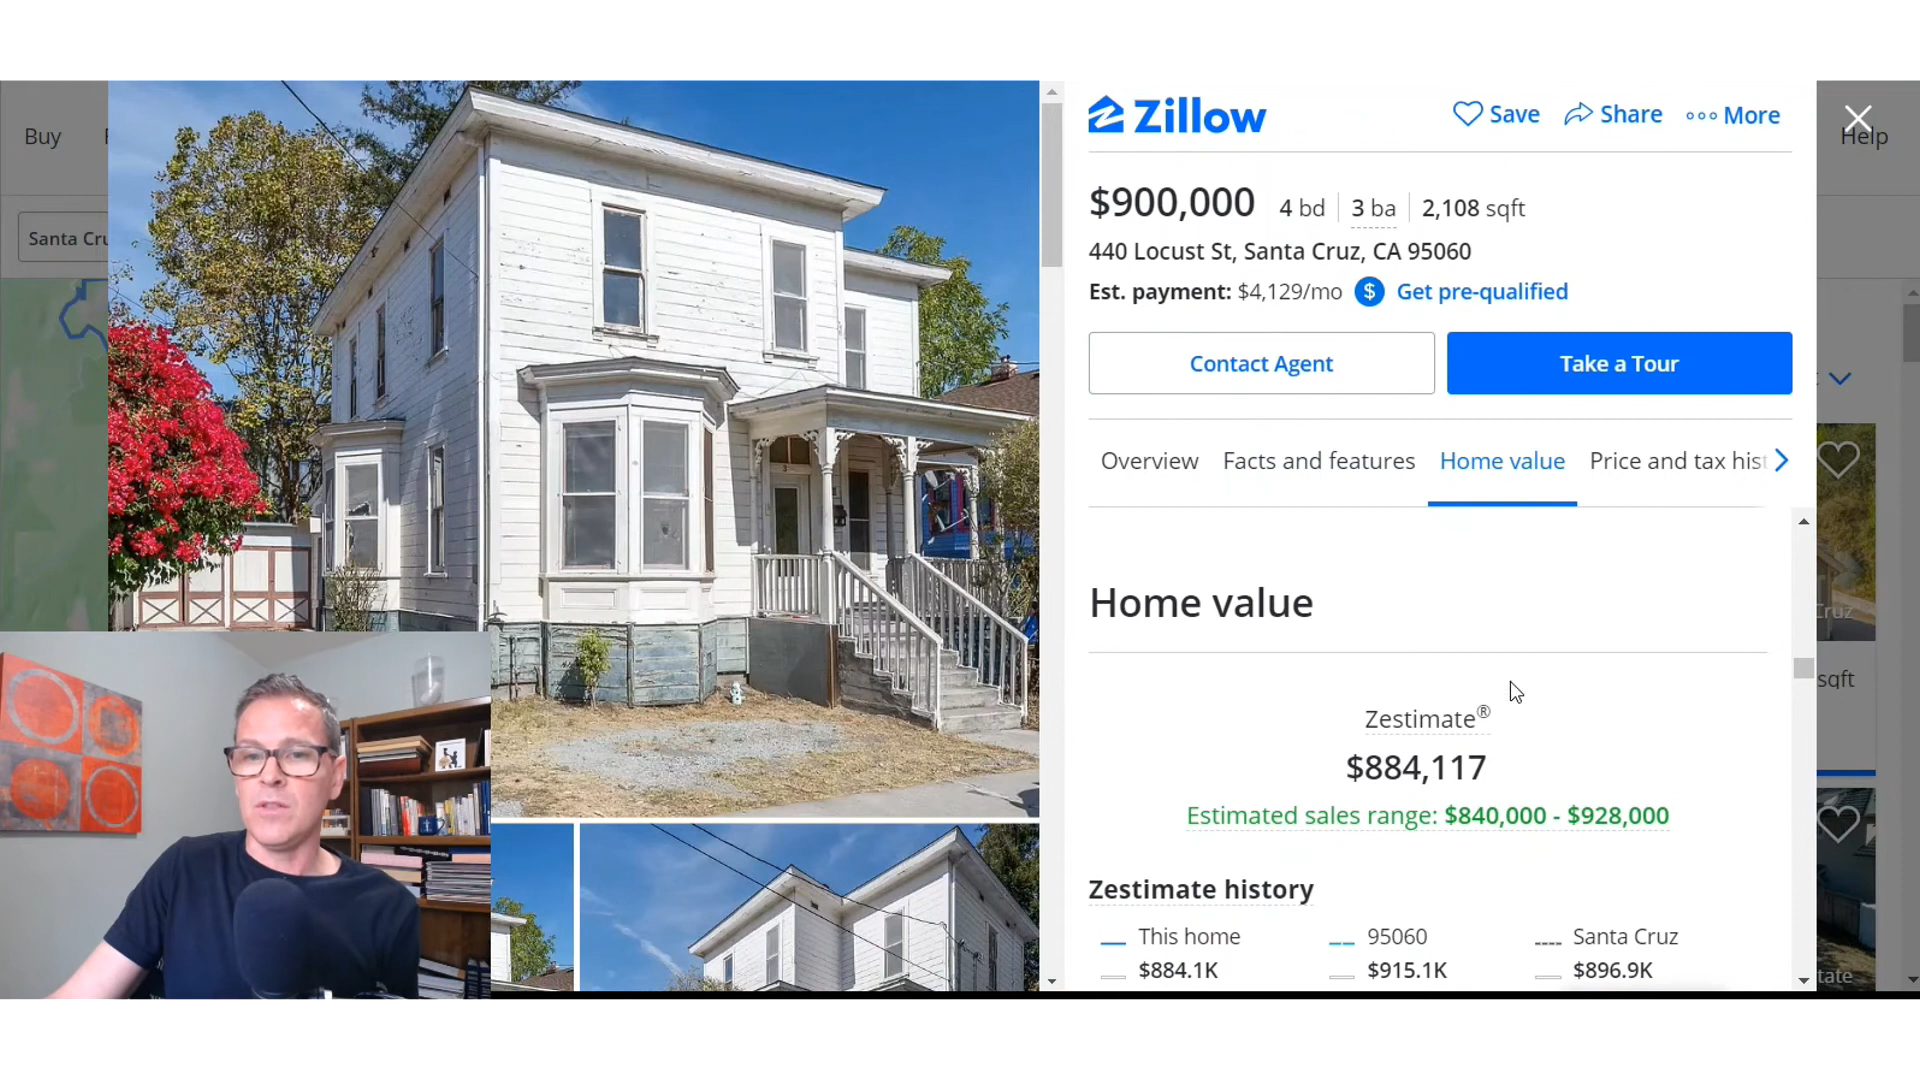 Buy
Help
Santa Cru
Zillow
Save
Share
More
$900,000 4 bd 3 ba 2,108 sqft
440 Locust St, Santa Cruz, CA 95060
Est. payment: $4,129/mo $ Get pre-qualified
Contact Agent
Take a Tour
Overview Facts and features Home value Price and tax hist
Home value
Zestimate®
$884,117
Estimated sales range: $840,000 - $928,000
Zestimate history
This home
$884.1K
95060
$915.1K
Santa Cruz
$896.9K
Cruz
sqft
tate